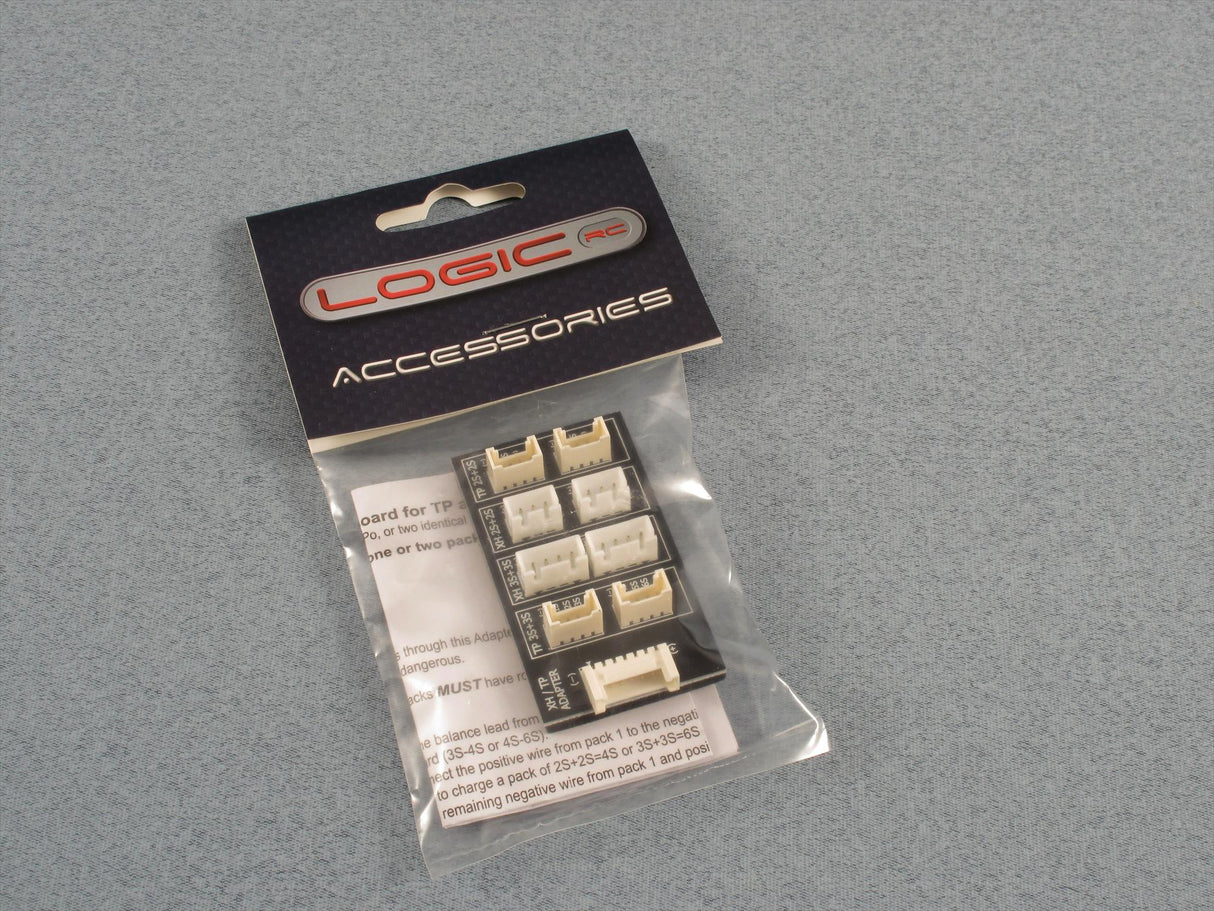 LOGIC RC
ACCESSORIES
TP 2S+2S
XH 2S+2S
XH 3S+3S
TP 3S+3S
XH / TP
ADAPTER
(-)
(+)
oard for TP a
Po, or two identical
one or two pack
through this Adapte
dangerous.
acks MUST have
e balance lead from
rd (3S-4S or 4S-6S).
nect the positive wire from pack 1 to the negati
to charge a pack of 2S+2S=4S or 3S+3S=6S
remaining negative wire from pack 1 and posi